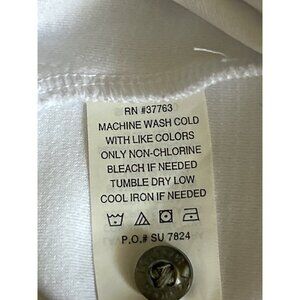 RN #37763
MACHINE WASH COLD
WITH LIKE COLORS
ONLY NON-CHLORINE
BLEACH IF NEEDED
TUMBLE DRY LOW
COOL IRON IF NEEDED
P.O.# SU 7824